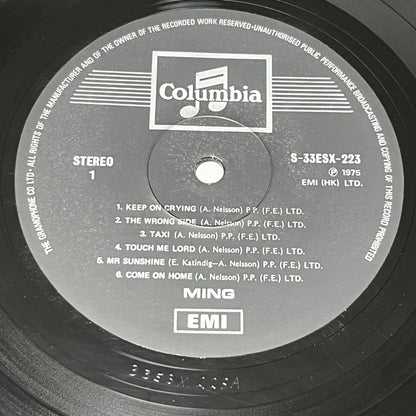 THE GRAMOPHONE CO LTD · ALL RIGHTS OF THE MANUFACTURER AND OF THE OWNER OF THE RECORDED WORK RESERVED · UNAUTHORISED PUBLIC PERFORMANCE BROADCASTING AND COPYING OF THIS RECORD PROHIBITED
Columbia
STEREO
1
S-33ESX-223
Ⓟ 1975
EMI (HK) LTD.
1. KEEP ON CRYING (A. Nelsson) P.P. (F.E.) LTD.
2. THE WRONG SIDE (A. Nelsson) P.P. (F.E.) LTD.
3. TAXI (A. Nelsson) P.P. (F.E.) LTD.
4. TOUCH ME LORD (A. Nelsson) P.P. (F.E.) LTD.
5. MR SUNSHINE (E. Katindig—A. Nelsson) P.P. (F.E.) LTD.
6. COME ON HOME (A. Nelsson) P.P. (F.E.) LTD.
MING
EMI